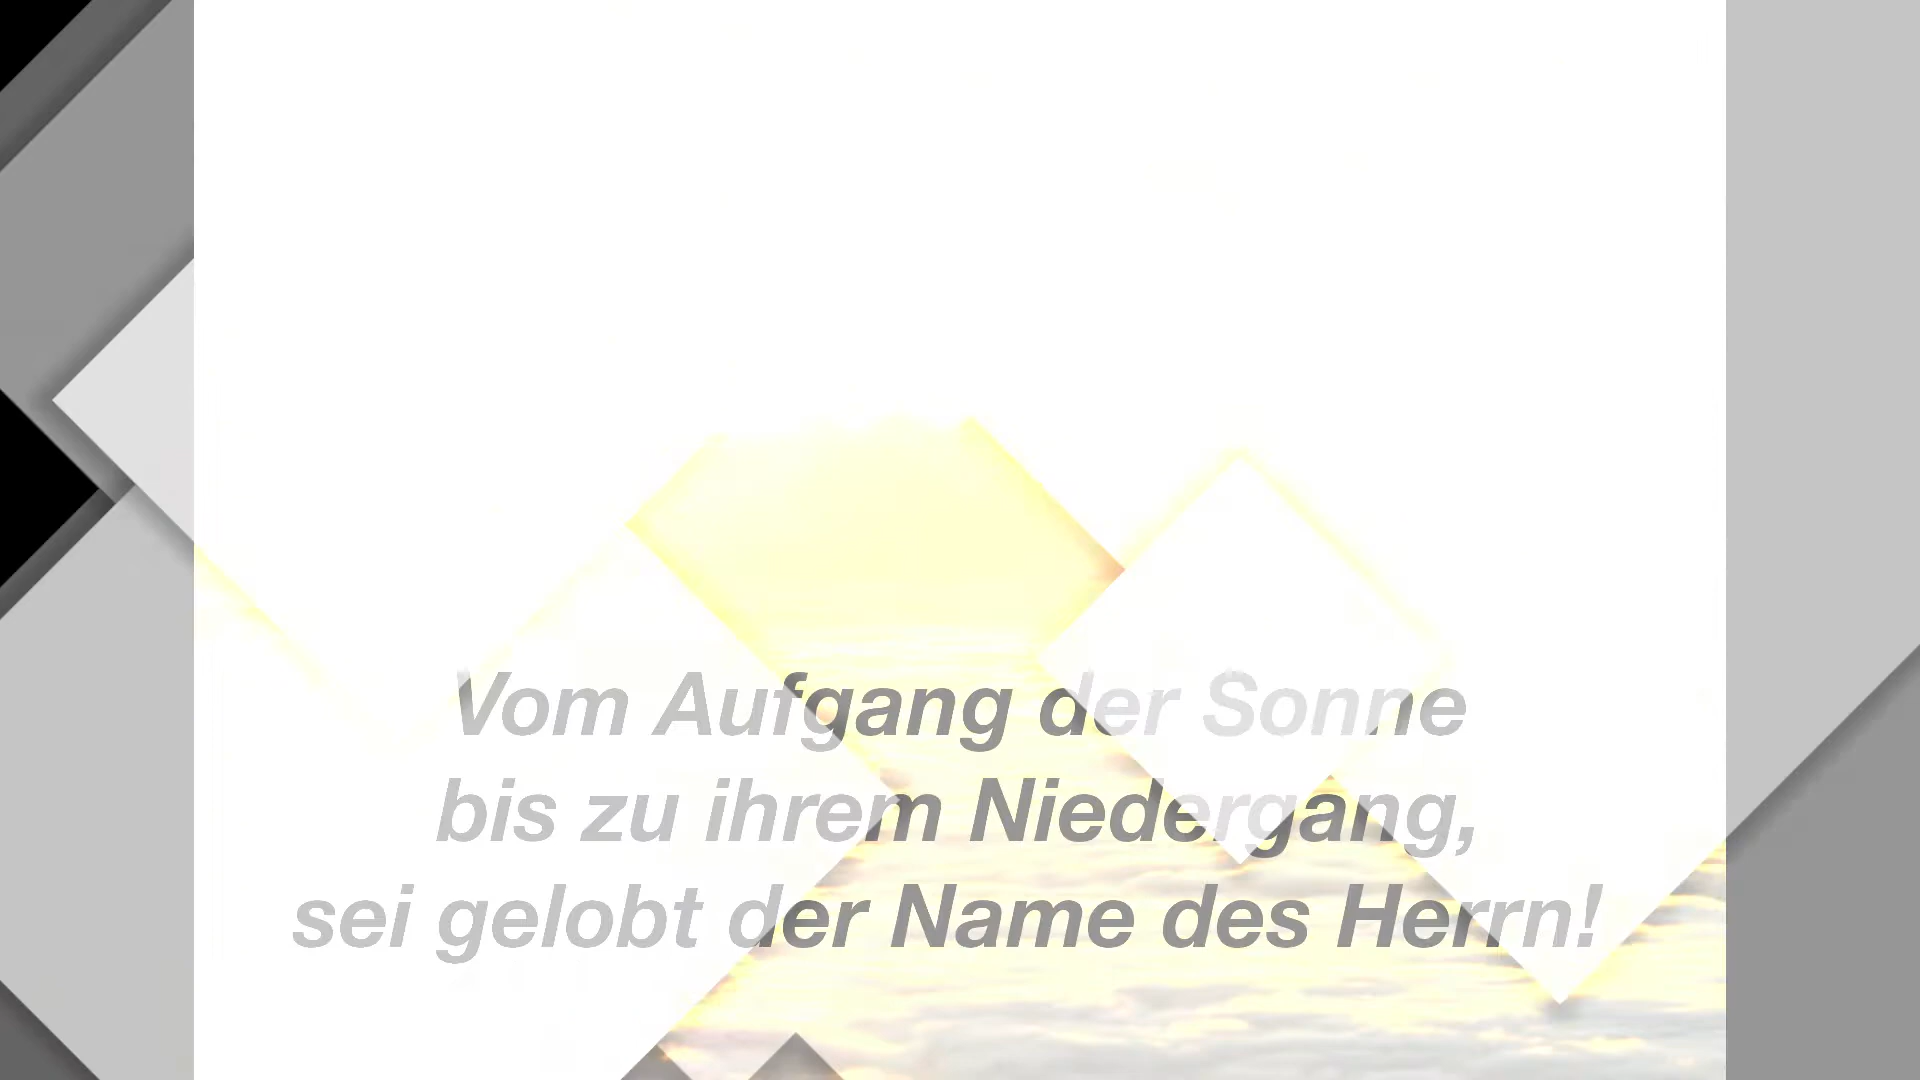 Vom Aufgang der Sonne
bis zu ihrem Niedergang,
sei gelobt der Name des Herrn!